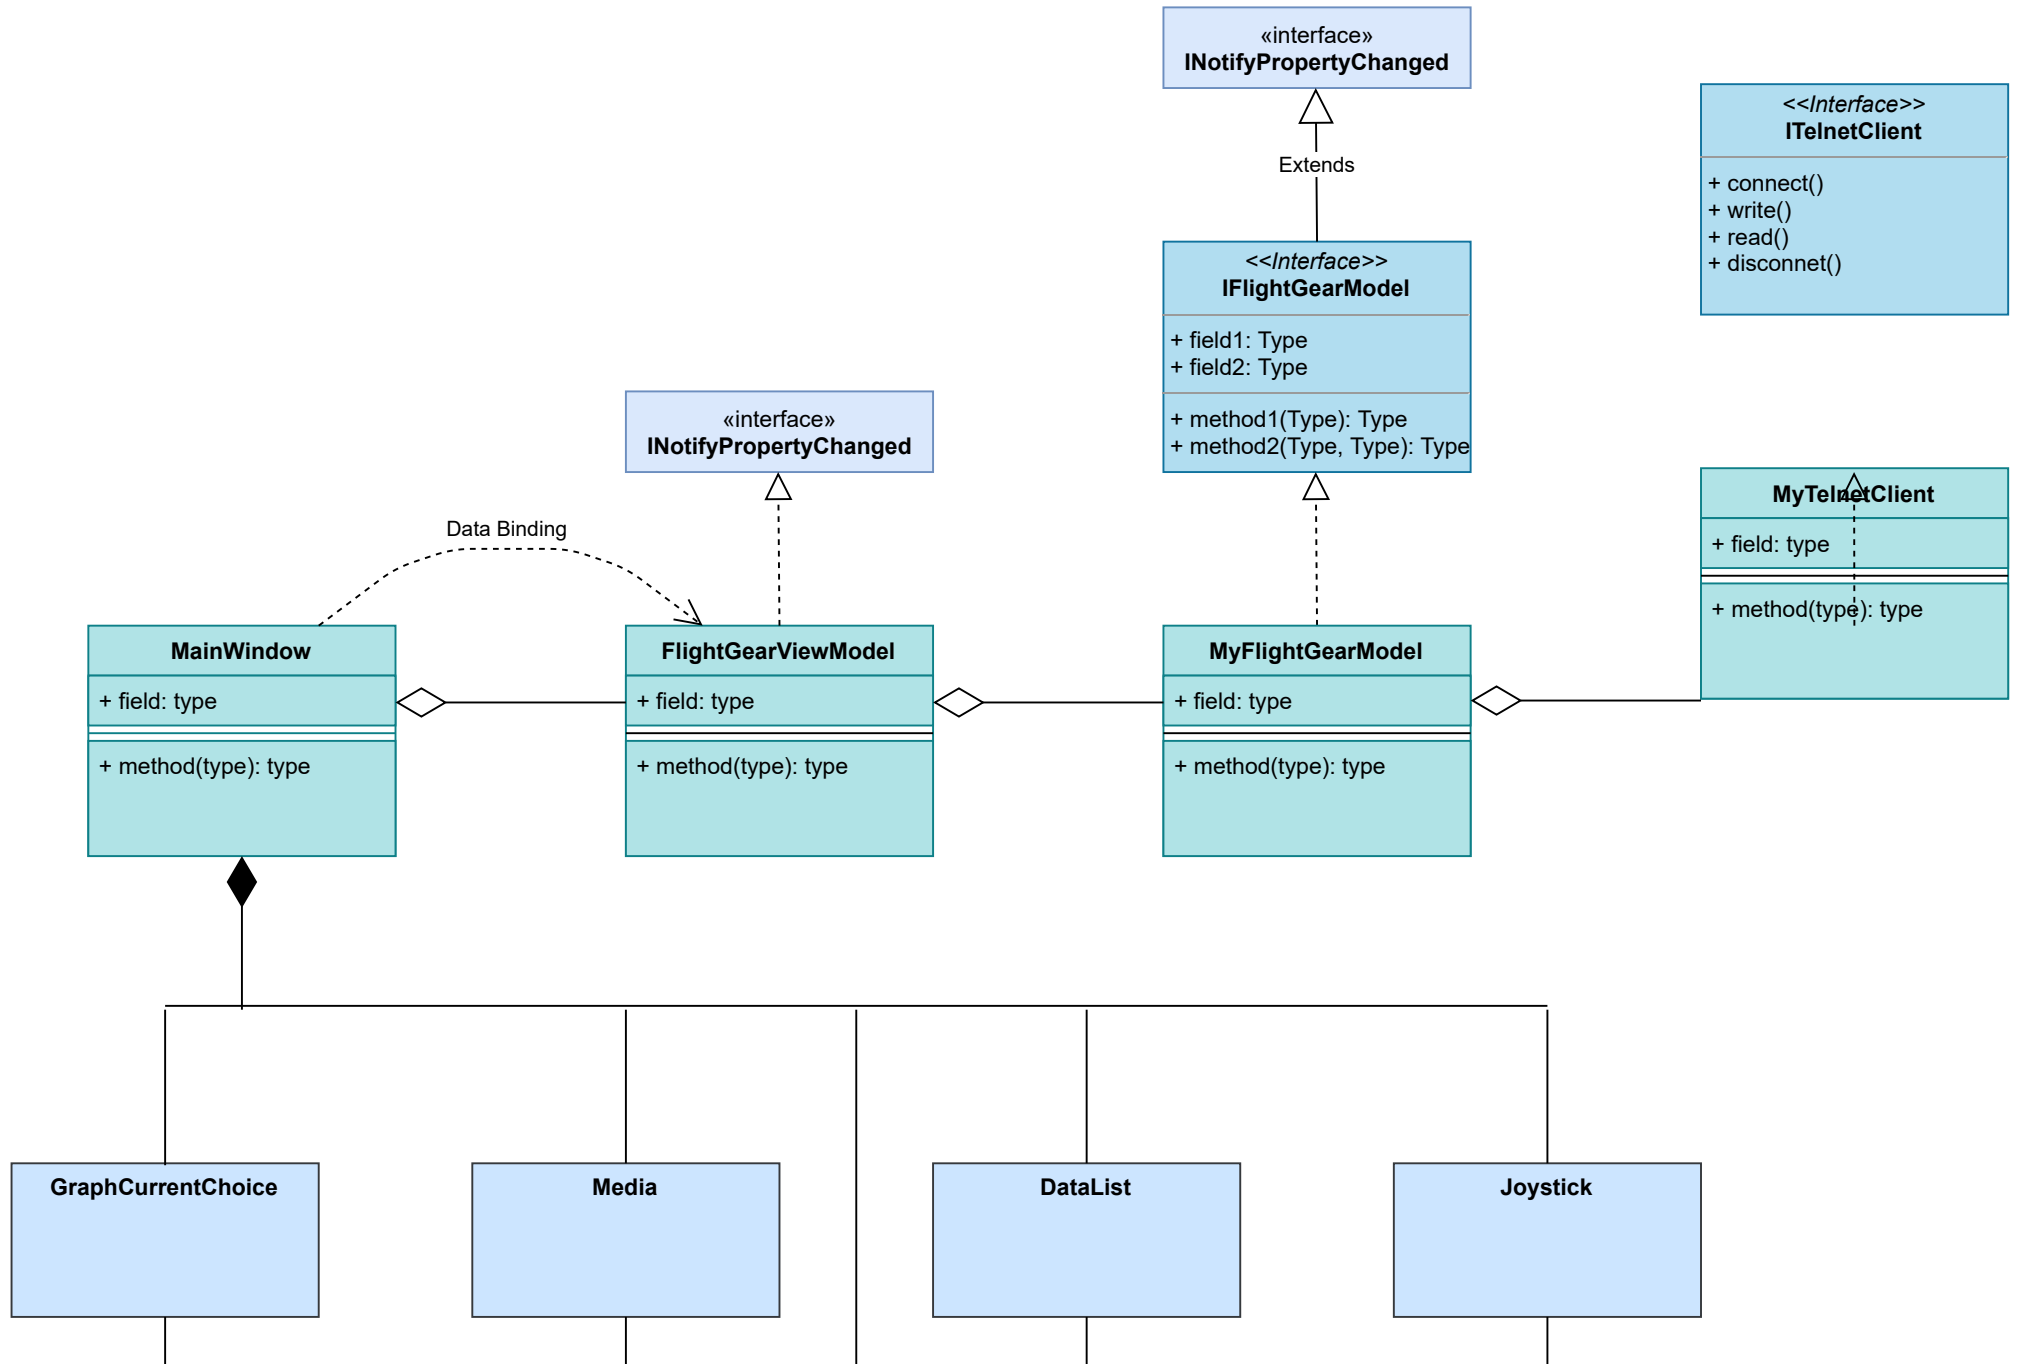 «interface»
INotifyPropertyChanged
<<Interface>>
ITelnetClient
+ connect()
+ write()
+ read()
+ disconnet()
Extends
<<Interface>>
IFlightGearModel
+ field1: Type
+ field2: Type
+ method1(Type): Type
+ method2(Type, Type): Type
«interface»
INotifyPropertyChanged
MyTelnetClient
+ field: type
+ method(type): type
Data Binding
MainWindow
+ field: type
+ method(type): type
FlightGearViewModel
+ field: type
+ method(type): type
MyFlightGearModel
+ field: type
+ method(type): type
GraphCurrentChoice
Media
DataList
Joystick